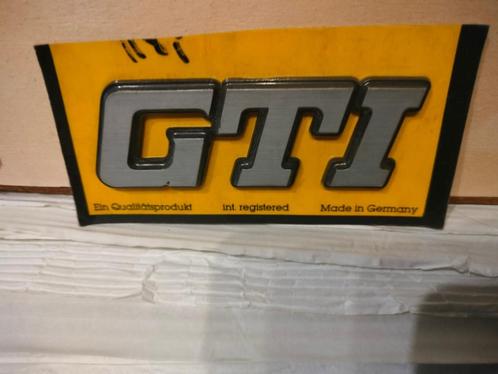 GTI
Ein Qualitätsprodukt int. registered Made in Germany